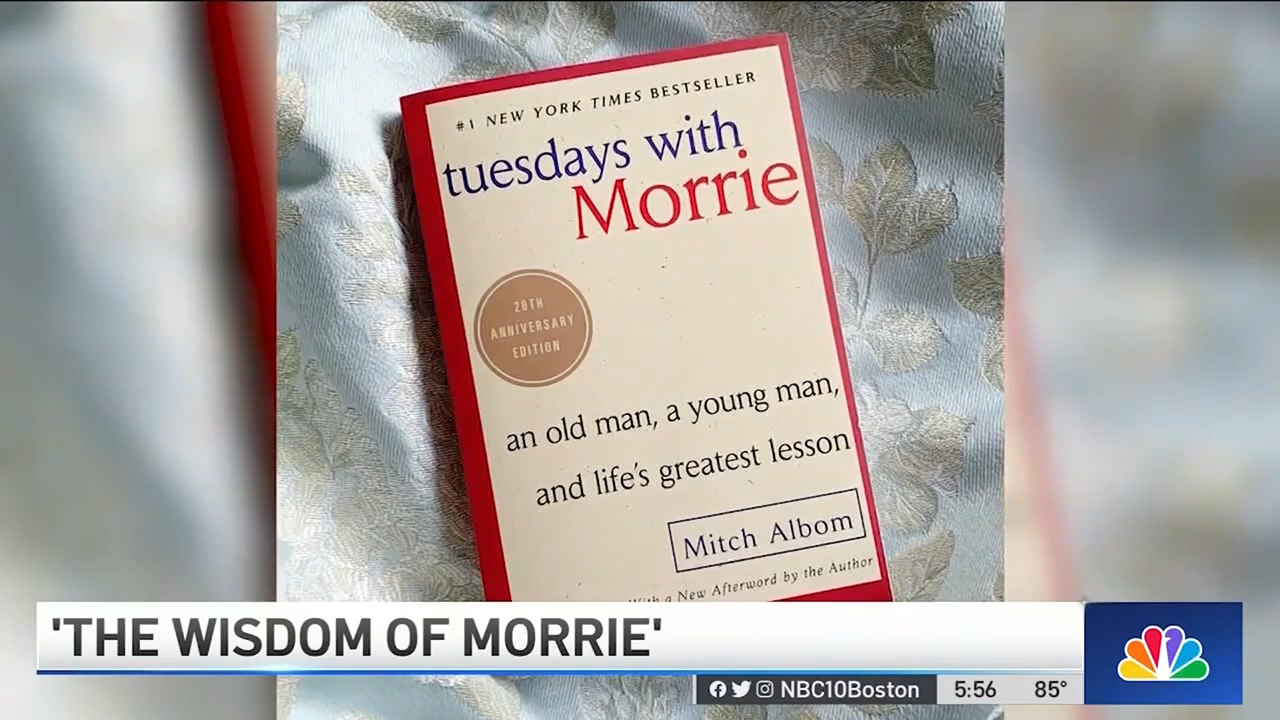 #1 NEW YORK TIMES BESTSELLER
tuesdays with
Morrie
20TH
ANNIVERSARY
EDITION
an old man, a young man,
and life's greatest lesson
Mitch Albom
With a New Afterword by the Author
'THE WISDOM OF MORRIE'
NBC10Boston 5:56 85°